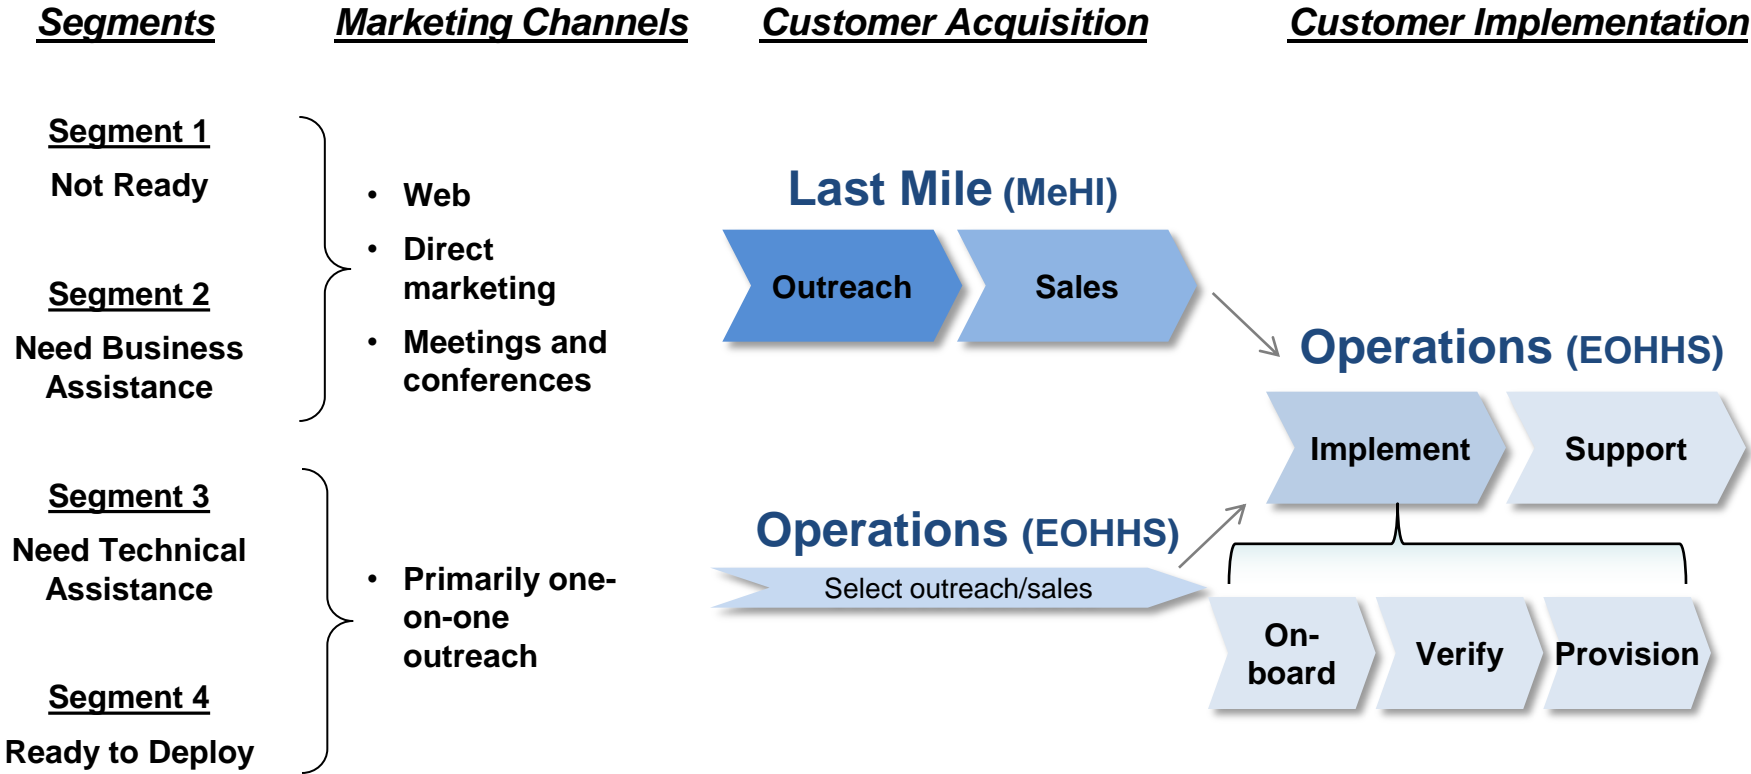 Segments
Marketing Channels
Customer Acquisition
Customer Implementation
Segment 1
Not Ready
Segment 2
Need Business
Assistance
Segment 3
Need Technical
Assistance
Segment 4
Ready to Deploy
• Web
• Direct
marketing
• Meetings and
conferences
• Primarily one-
on-one
outreach
Last Mile (MeHI)
Outreach
Sales
Operations (EOHHS)
Select outreach/sales
Operations (EOHHS)
Implement
Support
On-
board
Verify
Provision